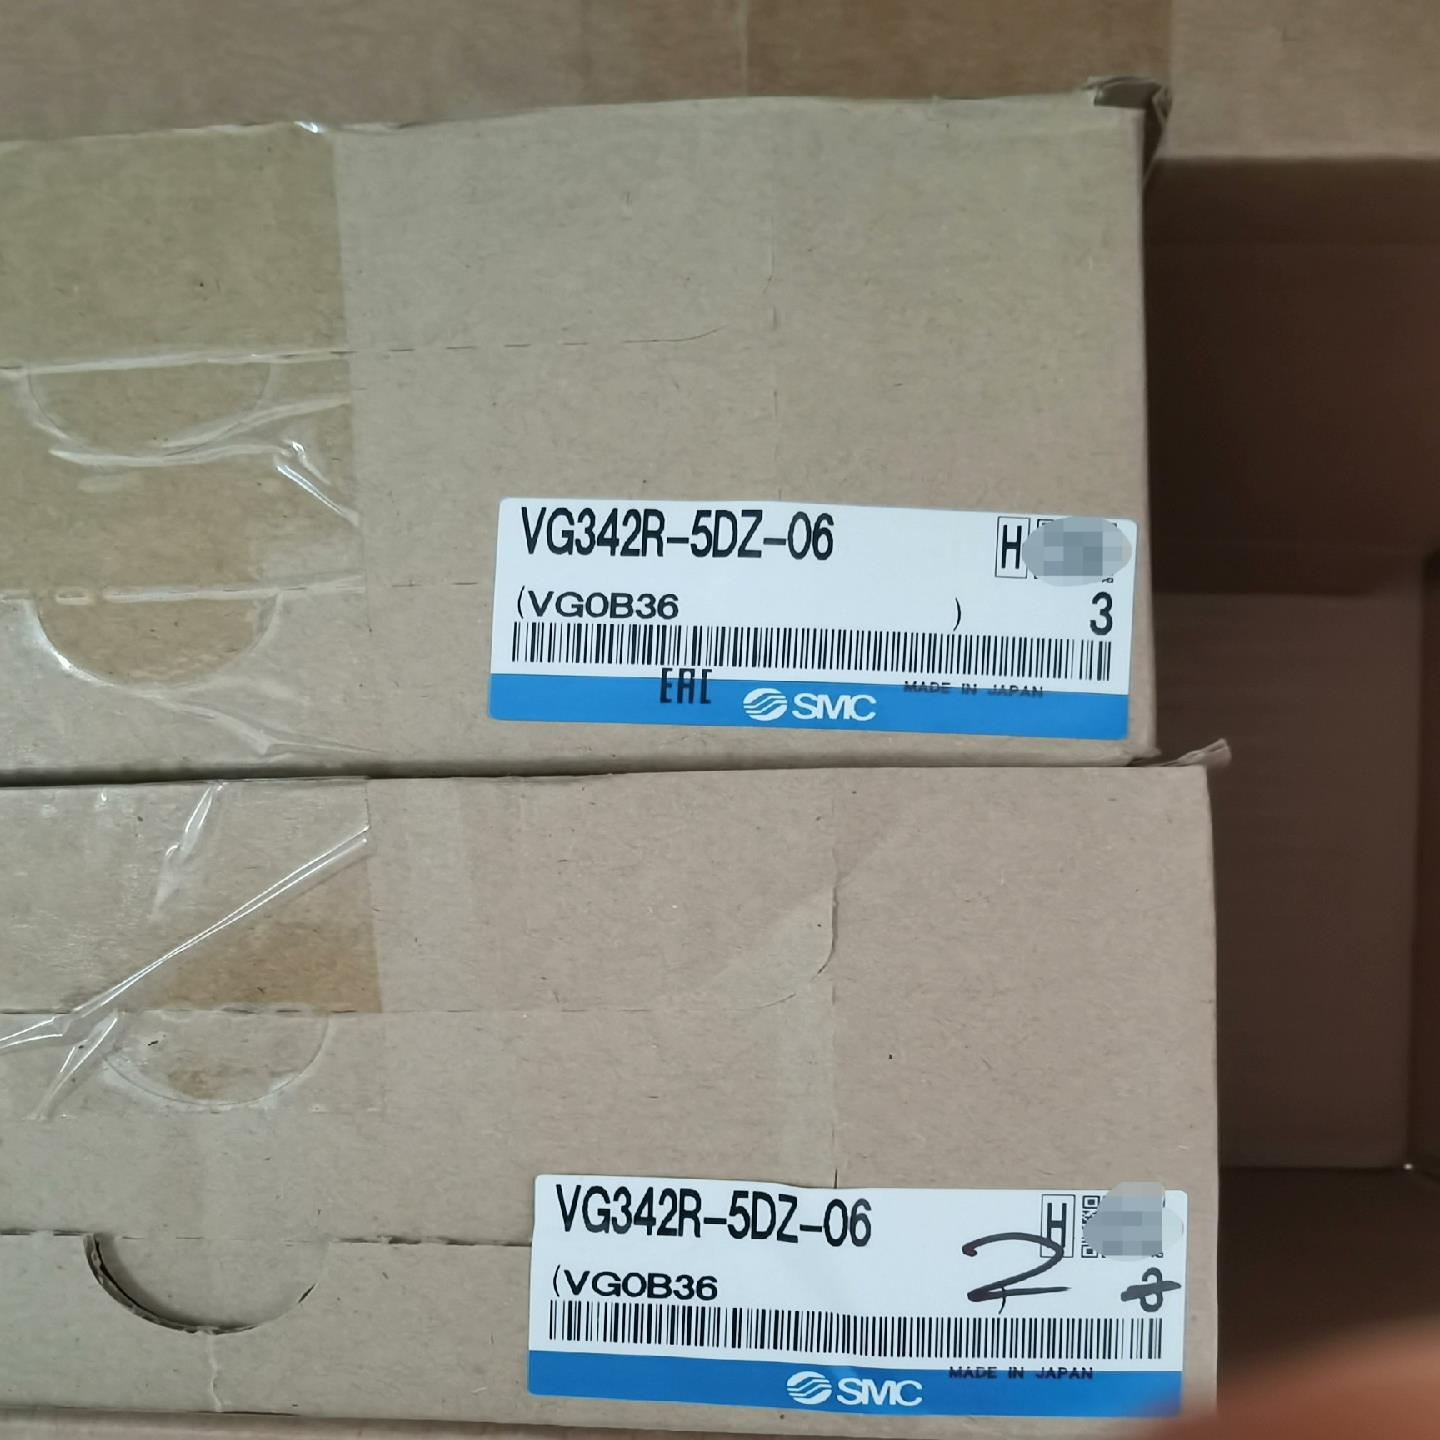 VG342R-5DZ-06 H
(VG0B36 ) 3
EAC SMC MADE IN JAPAN
VG342R-5DZ-06 H
(VG0B36 ) 2
MADE IN JAPAN
SMC